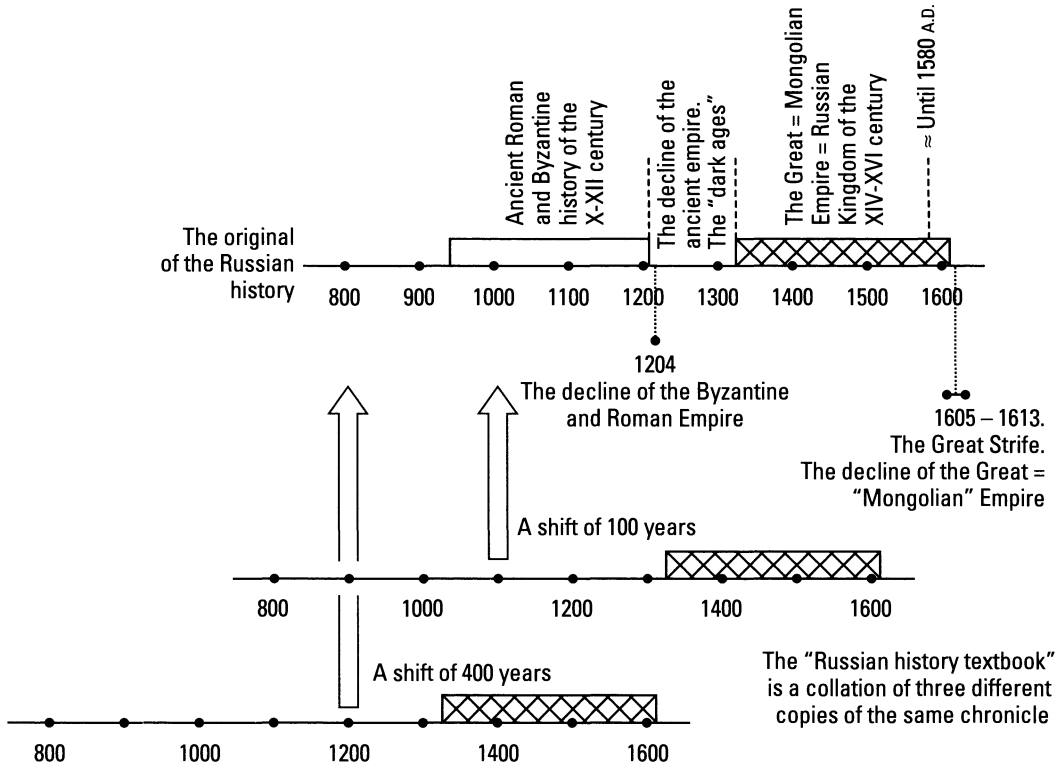 Ancient Roman
and Byzantine
history of the
X-XII century
The decline of the
ancient empire.
The "dark ages"
The Great = Mongolian
Empire = Russian
Kingdom of the
XIV-XVI century
≈ Until 1580 A.D.
The original
of the Russian
history
800 900 1000 1100 1200 1300 1400 1500 1600
1204
The decline of the Byzantine
and Roman Empire
1605 – 1613.
The Great Strife.
The decline of the Great =
"Mongolian" Empire
A shift of 100 years
800 1000 1200 1400 1600
A shift of 400 years
The "Russian history textbook"
is a collation of three different
copies of the same chronicle
800 1000 1200 1400 1600